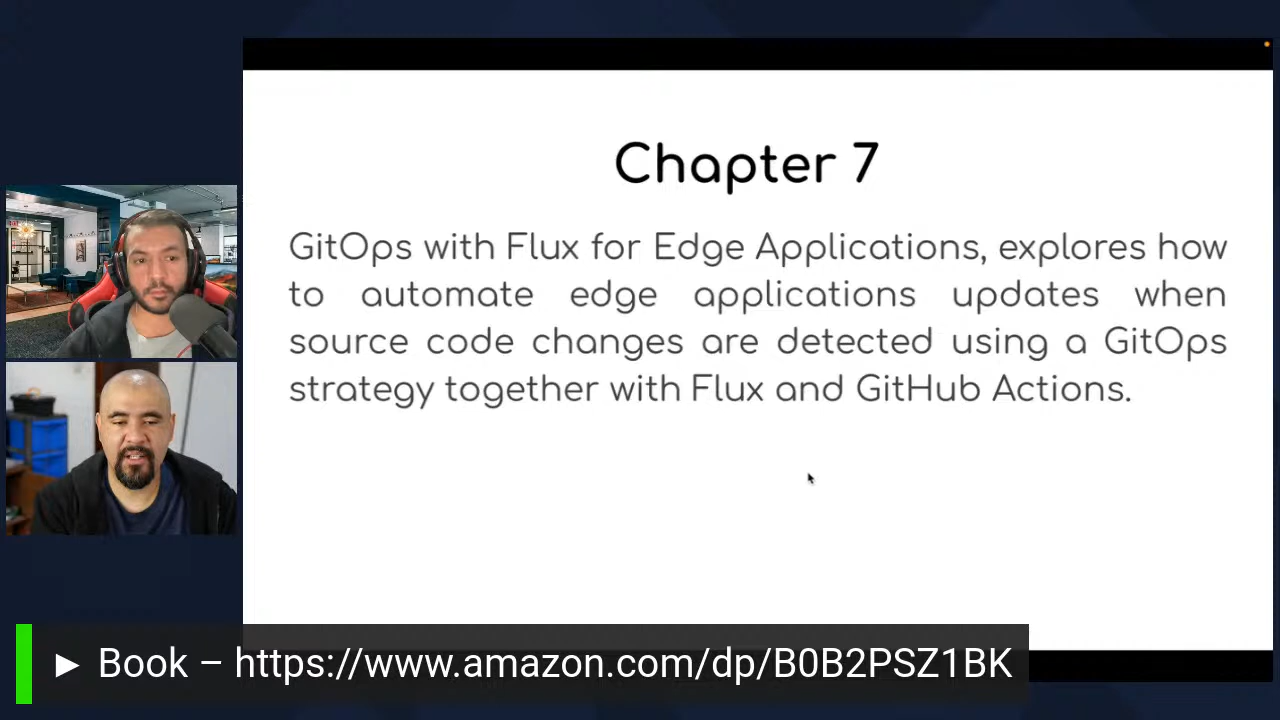 Chapter 7
GitOps with Flux for Edge Applications, explores how
to automate edge applications updates when
source code changes are detected using a GitOps
strategy together with Flux and GitHub Actions.
► Book – https://www.amazon.com/dp/B0B2PSZ1BK